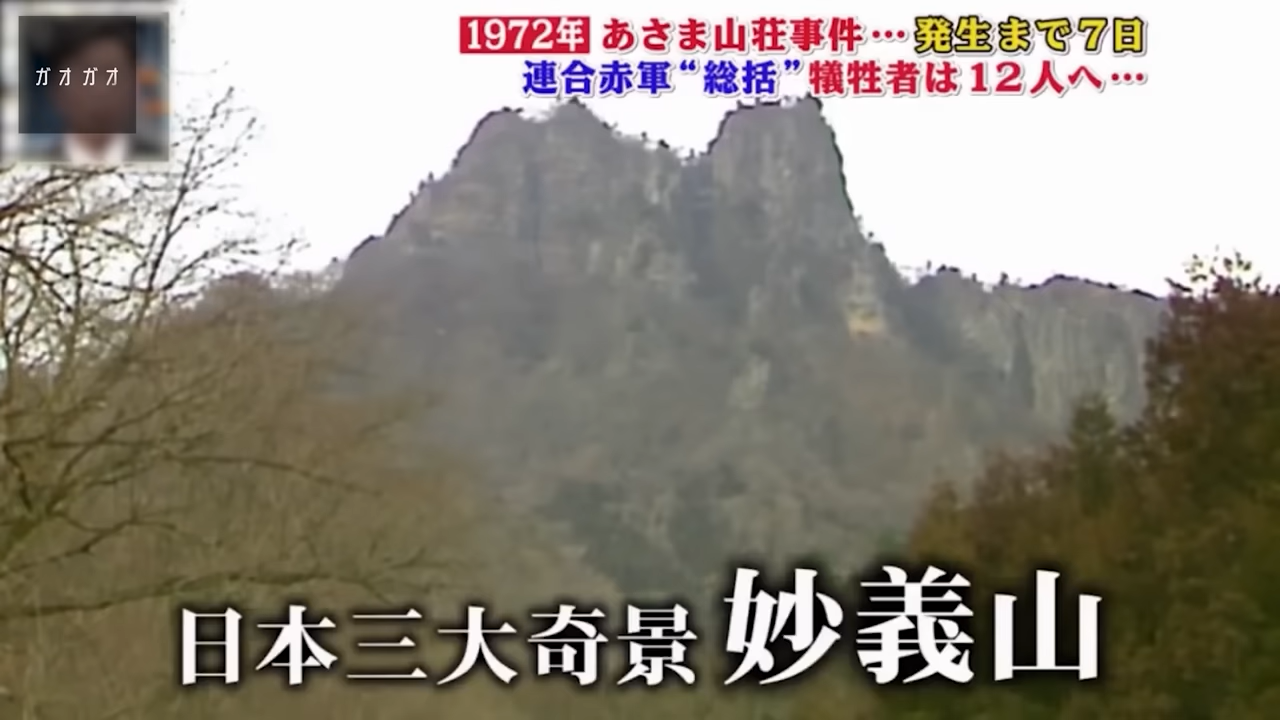 ガオガオ
1972年 あさま山荘事件…発生まで7日
連合赤軍“総括”犠牲者は12人へ…
日本三大奇景 妙義山